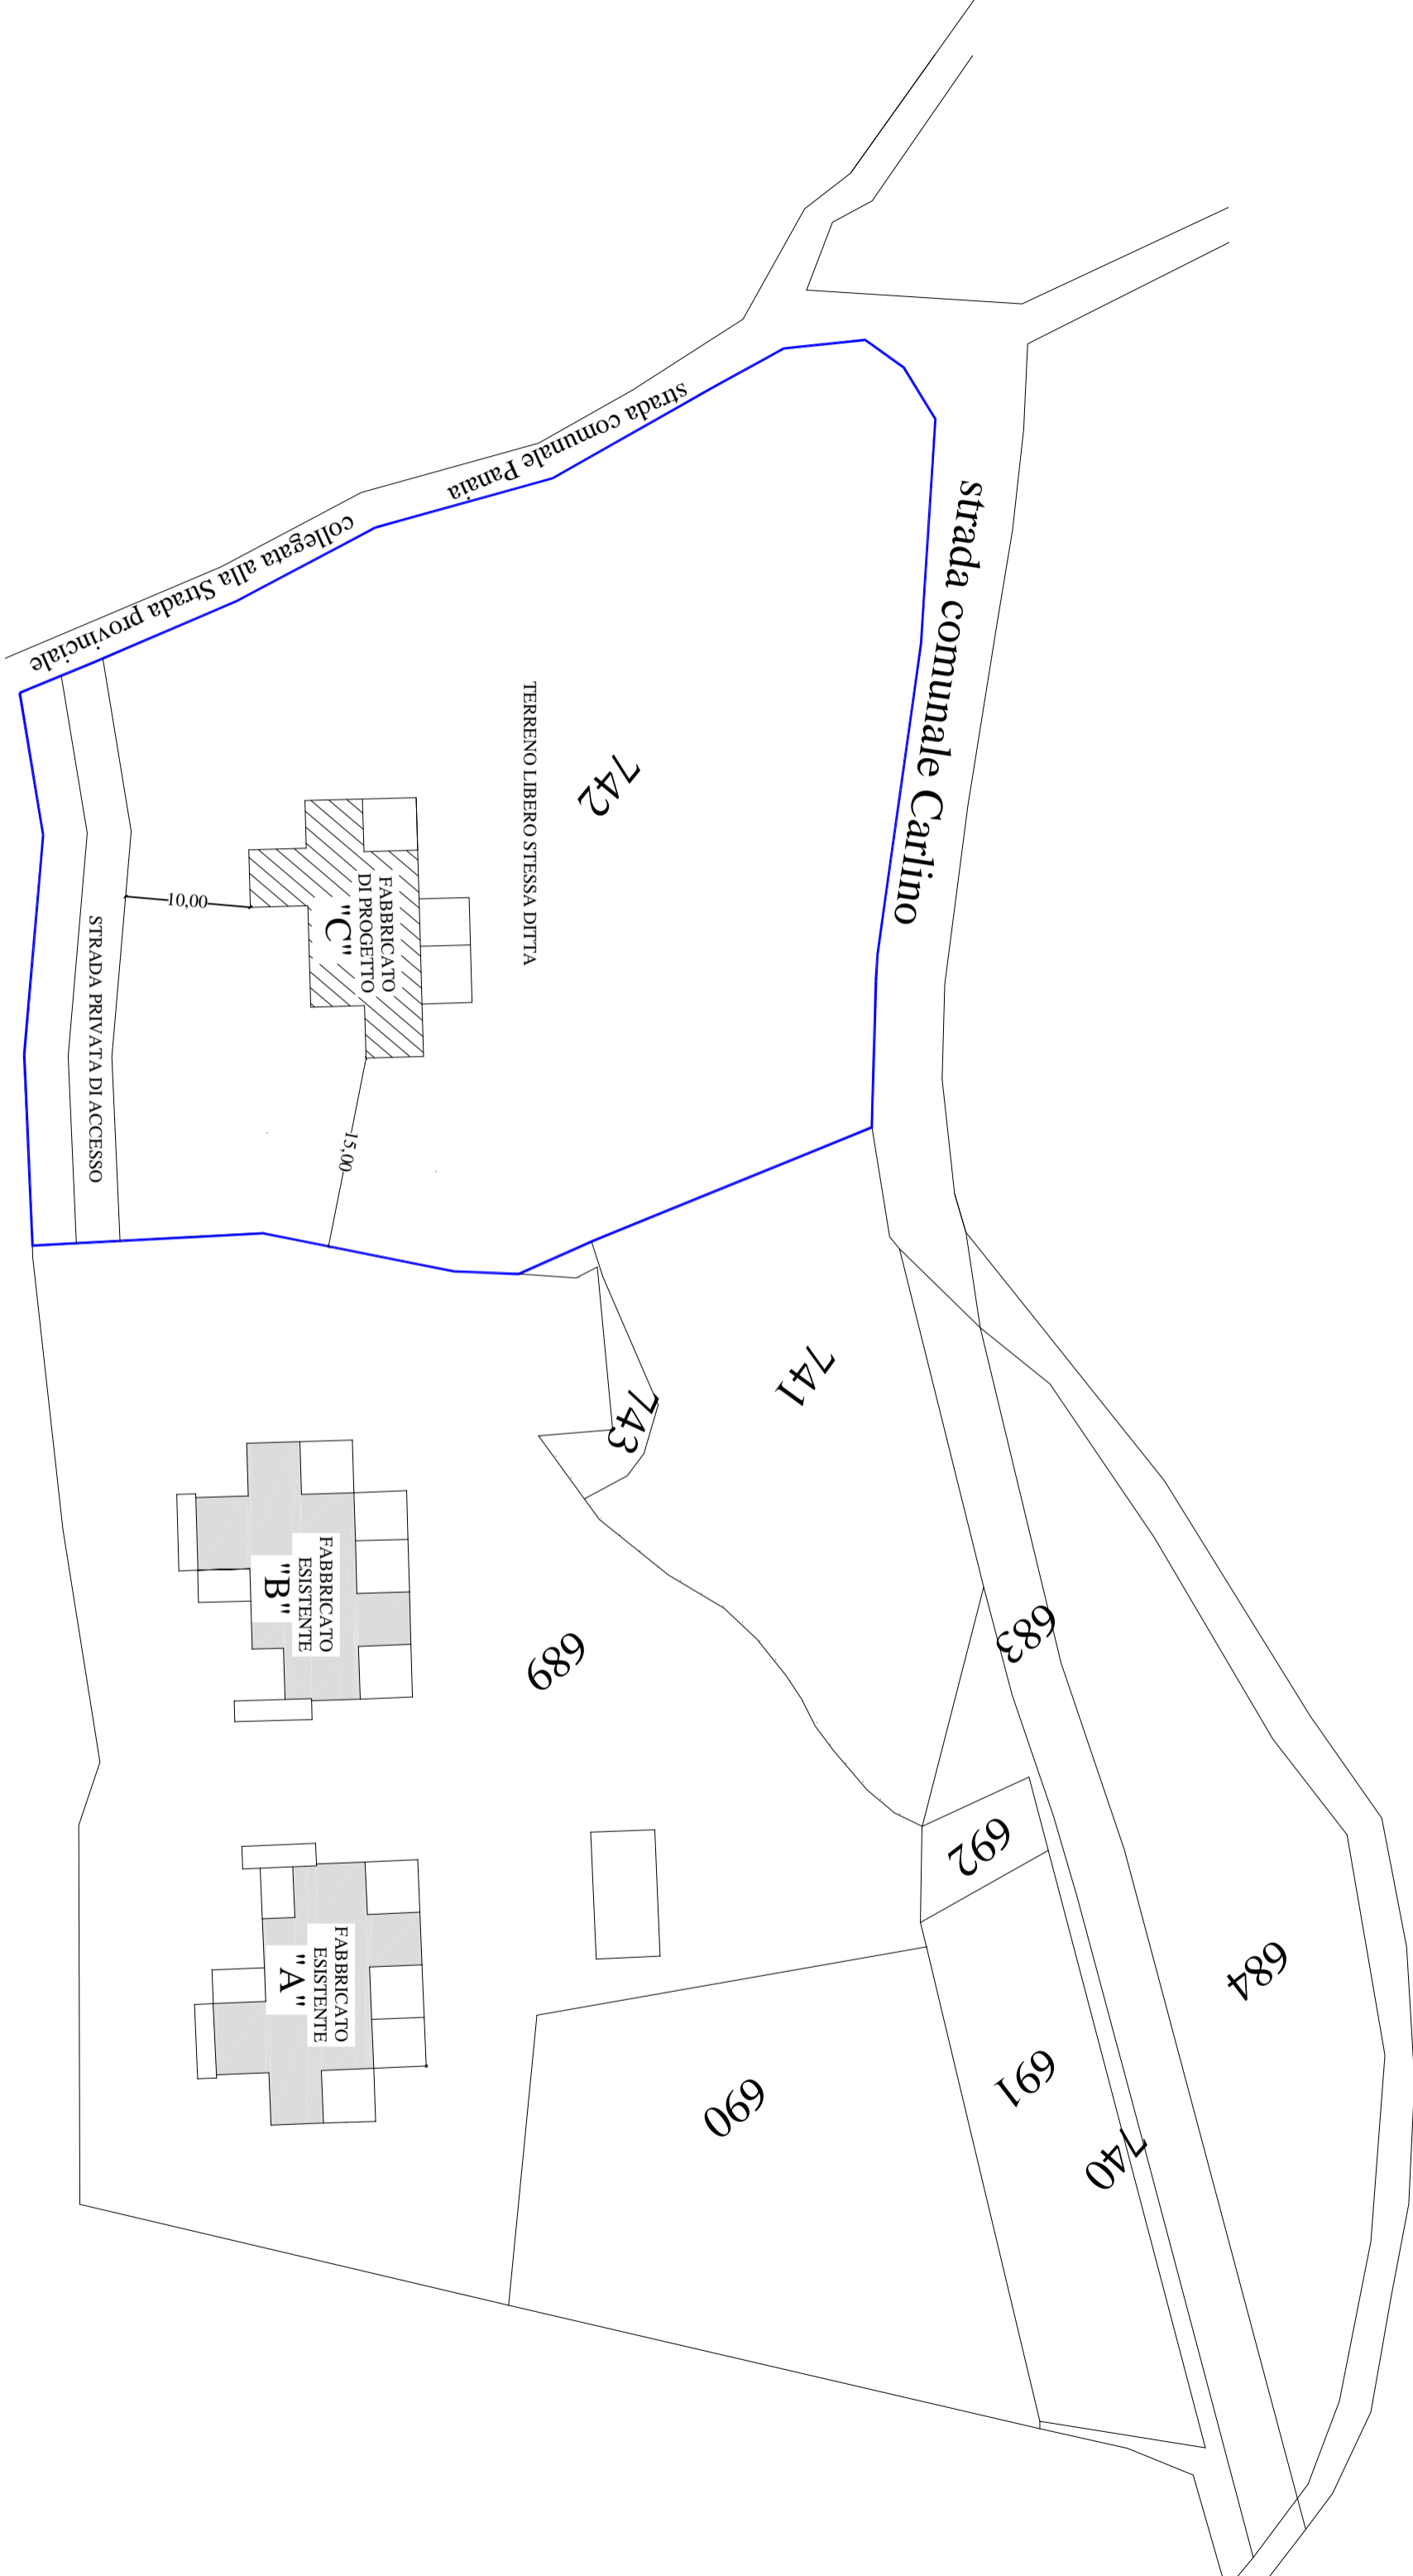 strada comunale Panaia
collegata alla Strada provinciale
strada comunale Carlino
742
TERRENO LIBERO STESSA DITTA
FABBRICATO
DI PROGETTO
"C"
10,00
STRADA PRIVATA DI ACCESSO
15,00
741
743
FABBRICATO
ESISTENTE
"B"
689
683
692
684
FABBRICATO
ESISTENTE
"A"
690
691
740